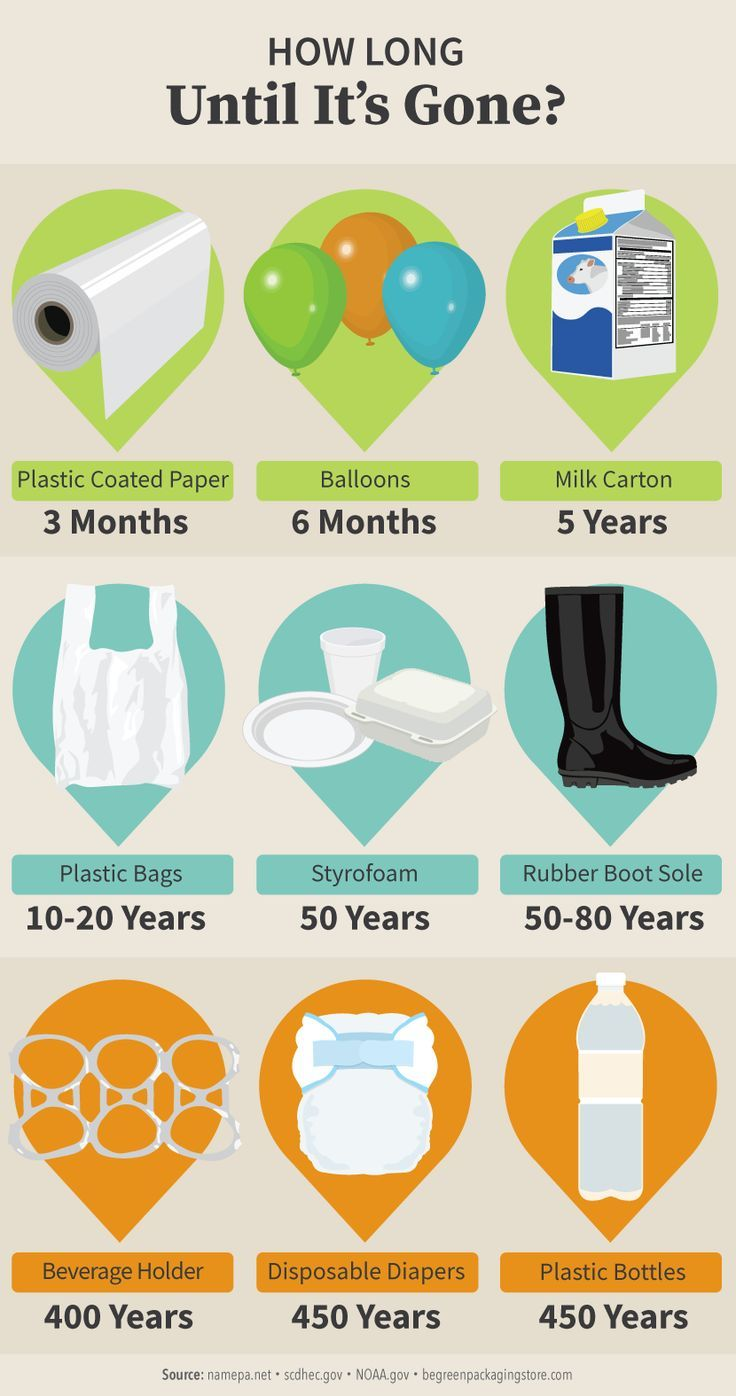 HOW LONG
Until It's Gone?
Plastic Coated Paper
Balloons
Milk Carton
3 Months
6 Months
5 Years
Plastic Bags
Styrofoam
Rubber Boot Sole
10-20 Years
50 Years
50-80 Years
Beverage Holder
Disposable Diapers
Plastic Bottles
400 Years
450 Years
450 Years
Source: namepa.net • scdhec.gov • NOAA.gov • begreenpackagingstore.com